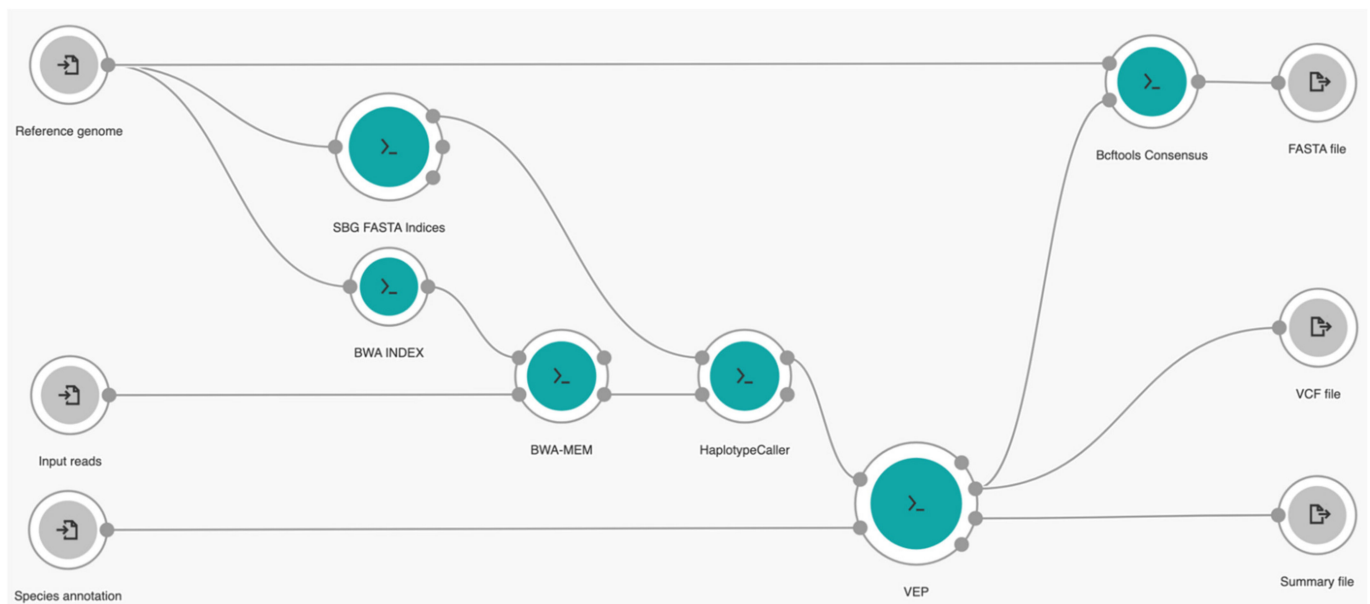 Reference genome
SBG FASTA Indices
BWA INDEX
Input reads
BWA-MEM
HaplotypeCaller
Species annotation
VEP
Bcftools Consensus
FASTA file
VCF file
Summary file